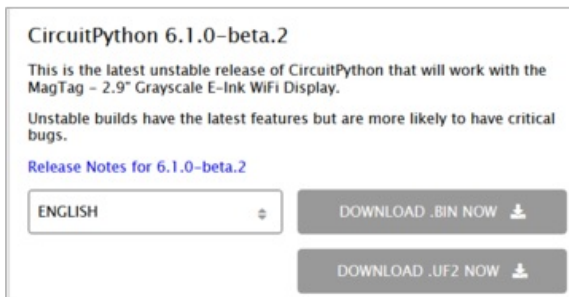 CircuitPython 6.1.0-beta.2
This is the latest unstable release of CircuitPython that will work with the
MagTag - 2.9" Grayscale E-Ink WiFi Display.
Unstable builds have the latest features but are more likely to have critical
bugs.
Release Notes for 6.1.0-beta.2
ENGLISH
DOWNLOAD .BIN NOW
DOWNLOAD .UF2 NOW